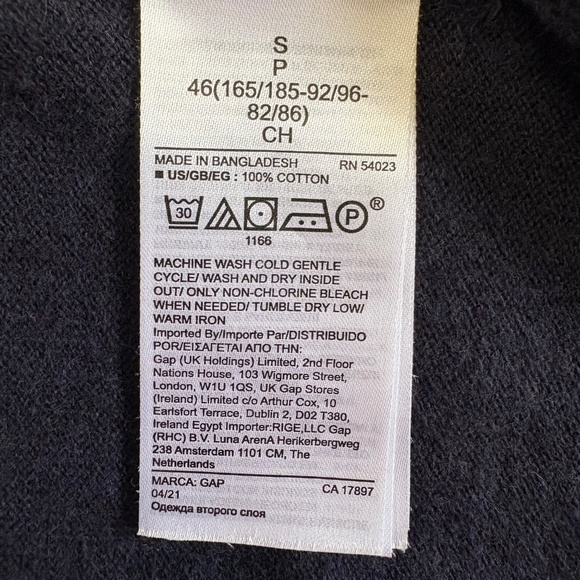 S
P
46(165/185-92/96-
82/86)
CH
MADE IN BANGLADESH RN 54023
■ US/GB/EG : 100% COTTON
30 P ®
1166
MACHINE WASH COLD GENTLE
CYCLE/ WASH AND DRY INSIDE
OUT/ ONLY NON-CHLORINE BLEACH
WHEN NEEDED/ TUMBLE DRY LOW/
WARM IRON
Imported By/Importe Par/DISTRIBUIDO
POR/ΕΙΣΑΓΕΤΑΙ ΑΠΟ ΤΗΝ:
Gap (UK Holdings) Limited, 2nd Floor
Nations House, 103 Wigmore Street,
London, W1U 1QS, UK Gap Stores
(Ireland) Limited c/o Arthur Cox, 10
Earlsfort Terrace, Dublin 2, D02 T380,
Ireland Egypt Importer:RIGE,LLC Gap
(RHC) B.V. Luna ArenA Herikerbergweg
238 Amsterdam 1101 CM, The
Netherlands
MARCA: GAP CA 17897
04/21
Одежда второго слоя